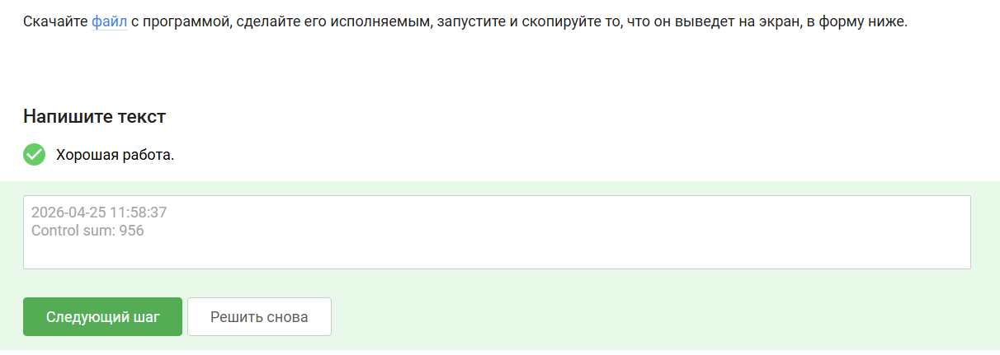 Скачайте файл с программой, сделайте его исполняемым, запустите и скопируйте то, что он выведет на экран, в форму ниже.
Напишите текст
Хорошая работа.
2026-04-25 11:58:37
Control sum: 956
Следующий шаг
Решить снова